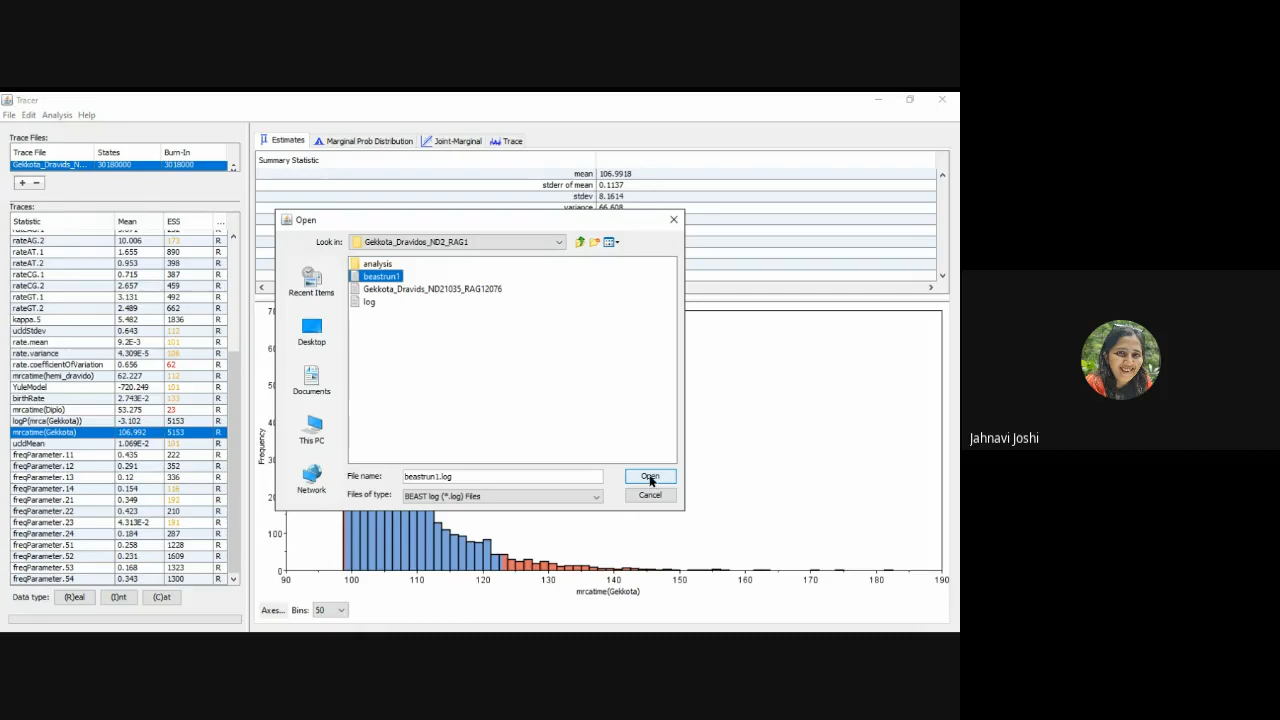 Tracer
File Edit Analysis Help
Trace Files:
Trace File States Burn-In
Gekkota_Dravids_N... 30180000 3018000
+ −
Traces:
Statistic Mean ESS ...
rateAG.2 10.006 173 R
rateAT.1 1.655 890 R
rateAT.2 0.953 398 R
rateCG.1 0.715 387 R
rateCG.2 2.657 459 R
rateGT.1 3.131 492 R
rateGT.2 2.489 662 R
kappa.5 5.482 1836 R
ucldStdev 0.643 112 R
rate.mean 9.2E-3 101 R
rate.variance 4.309E-5 106 R
rate.coefficientOfVariation 0.656 62 R
mrcatime(hemi_dravido) 62.227 112 R
YuleModel -720.249 101 R
birthRate 2.743E-2 133 R
mrcatime(Diplo) 53.275 23 R
logP(mrca(Gekkota)) -3.102 5153 R
mrcatime(Gekkota) 106.992 5153 R
ucldMean 1.069E-2 101 R
freqParameter.11 0.435 222 R
freqParameter.12 0.291 352 R
freqParameter.13 0.12 336 R
freqParameter.14 0.154 116 R
freqParameter.21 0.349 192 R
freqParameter.22 0.423 210 R
freqParameter.23 4.313E-2 191 R
freqParameter.24 0.184 287 R
freqParameter.51 0.258 1228 R
freqParameter.52 0.231 1609 R
freqParameter.53 0.168 1323 R
freqParameter.54 0.343 1300 R
Data type: (R)eal (I)nt (C)at
Estimates Marginal Prob Distribution Joint-Marginal Trace
Summary Statistic
mean 106.9918
stderr of mean 0.1137
stdev 8.1614
variance 66.608
Open
Look in: Gekkota_Dravidos_ND2_RAG1
Recent Items
Desktop
Documents
This PC
Network
analysis
beastrun1
Gekkota_Dravids_ND21035_RAG12076
log
File name: beastrun1.log Open
Files of type: BEAST log (*.log) Files Cancel
Frequency
100
0
90 100 110 120 130 140 150 160 170 180 190
mrcatime(Gekkota)
Axes... Bins: 50
Jahnavi Joshi